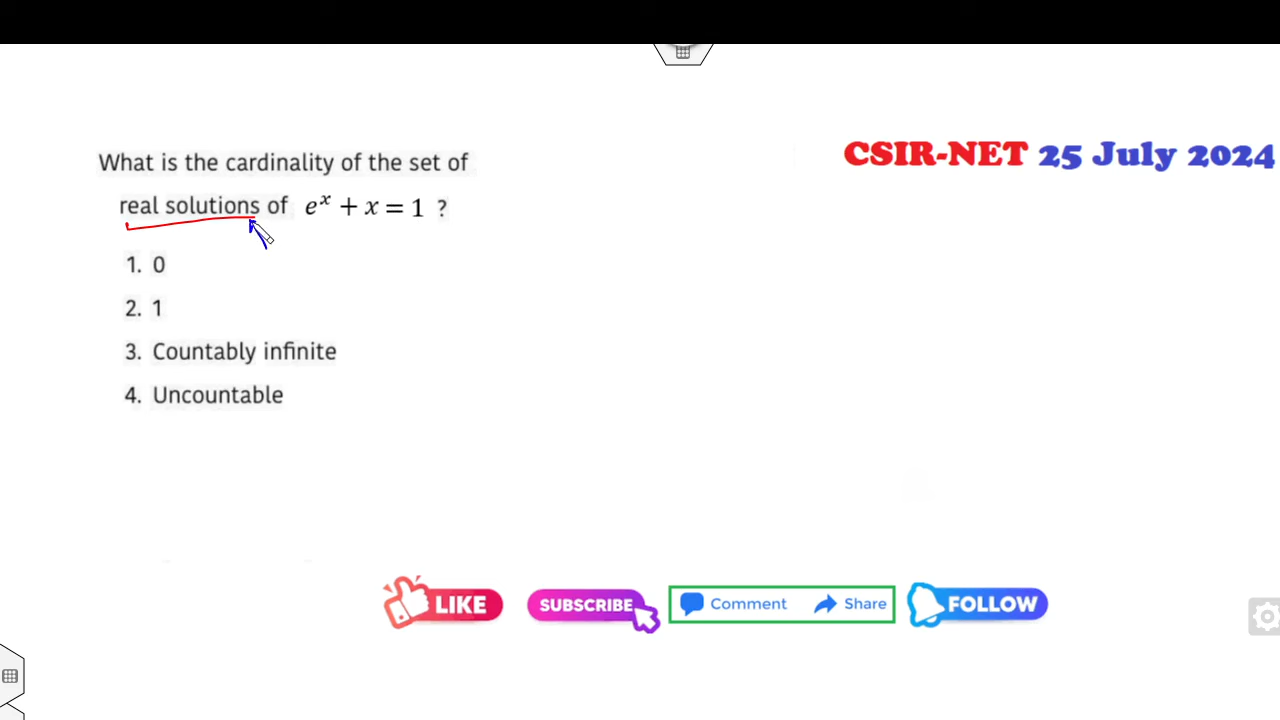 CSIR-NET 25 July 2024
What is the cardinality of the set of
real solutions of e^x + x = 1 ?
1. 0
2. 1
3. Countably infinite
4. Uncountable
LIKE SUBSCRIBE Comment Share FOLLOW